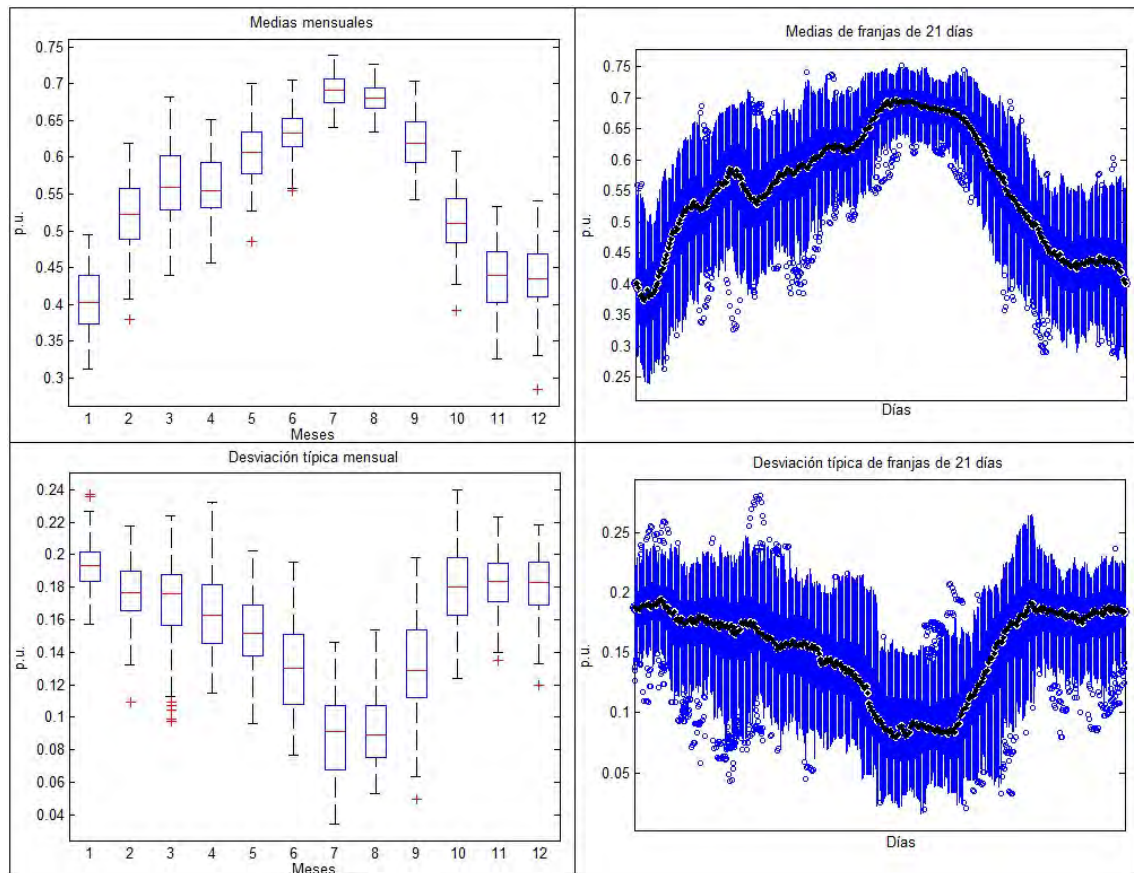 Medias mensuales
0.75
0.7
0.65
0.6
0.55
0.5
0.45
0.4
0.35
0.3
p.u.
1 2 3 4 5 6 7 8 9 10 11 12
Meses
Medias de franjas de 21 días
0.75
0.7
0.65
0.6
0.55
0.5
0.45
0.4
0.35
0.3
0.25
p.u.
Días
Desviación típica mensual
0.24
0.22
0.2
0.18
0.16
0.14
0.12
0.1
0.08
0.06
0.04
p.u.
1 2 3 4 5 6 7 8 9 10 11 12
Meses
Desviación típica de franjas de 21 días
0.25
0.2
0.15
0.1
0.05
p.u.
Días